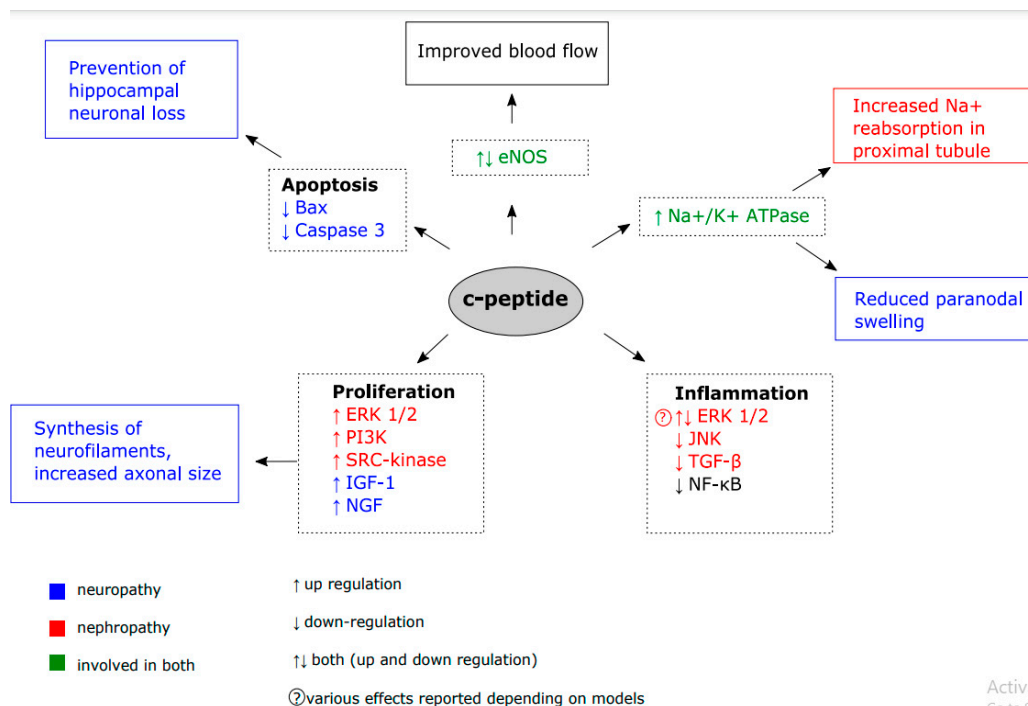 Improved blood flow
Prevention of
hippocampal
neuronal loss
Increased Na+
reabsorption in
proximal tubule
↑↓ eNOS
Apoptosis
↓ Bax
↓ Caspase 3
↑ Na+/K+ ATPase
c-peptide
Reduced paranodal
swelling
Proliferation
↑ ERK 1/2
↑ PI3K
↑ SRC-kinase
↑ IGF-1
↑ NGF
Inflammation
? ↑↓ ERK 1/2
↓ JNK
↓ TGF-β
↓ NF-κB
Synthesis of
neurofilaments,
increased axonal size
neuropathy
nephropathy
involved in both
↑ up regulation
↓ down-regulation
↑↓ both (up and down regulation)
? various effects reported depending on models
Activ